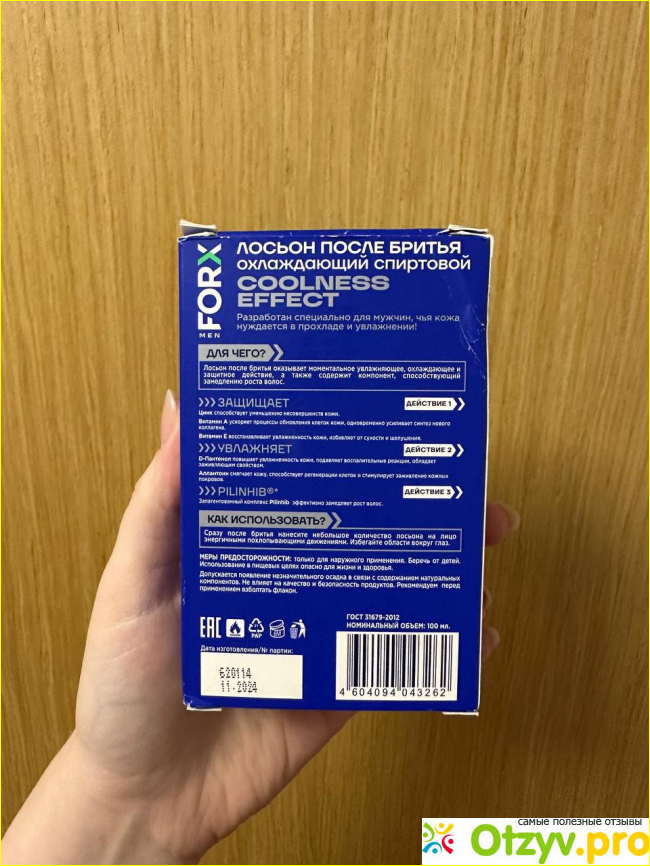 FORX
MEN
ЛОСЬОН ПОСЛЕ БРИТЬЯ
ОХЛАЖДАЮЩИЙ СПИРТОВОЙ
COOLNESS
EFFECT
Разработан специально для мужчин, чья кожа
нуждается в прохладе и увлажнении!
ДЛЯ ЧЕГО?
Лосьон после бритья оказывает моментальное увлажняющее, охлаждающее и
защитное действие, а также содержит компонент, способствующий
замедлению роста волос.
ЗАЩИЩАЕТ
ДЕЙСТВИЕ 1
Цинк способствует уменьшению несовершенств кожи.
Витамин А ускоряет процессы обновления клеток кожи, одновременно усиливает синтез нового
коллагена.
Витамин Е восстанавливает увлажненность кожи, избавляет от сухости и шелушения.
УВЛАЖНЯЕТ
ДЕЙСТВИЕ 2
D-Пантенол повышает увлажненность кожи, подавляет воспалительные реакции, обладает
заживляющим свойством.
Аллантоин смягчает кожу, способствует регенерации клеток и стимулирует заживление кожных
покровов.
PILINHIB®*
ДЕЙСТВИЕ 3
Запатентованный комплекс Pilinhib эффективно замедляет рост волос.
КАК ИСПОЛЬЗОВАТЬ?
Сразу после бритья нанесите небольшое количество лосьона на лицо
энергичными похлопывающими движениями. Избегайте области вокруг глаз.
МЕРЫ ПРЕДОСТОРОЖНОСТИ: только для наружного применения. Беречь от детей.
Использование в пищевых целях опасно для жизни и здоровья.
Допускается появление незначительного осадка в связи с содержанием натуральных
компонентов. Не влияет на качество и безопасность продуктов. Рекомендуем перед
применением взболтать флакон.
EAC
PAP
ГОСТ 31679-2012
НОМИНАЛЬНЫЙ ОБЪЕМ: 100 мл.
Дата изготовления/№ партии:
620114
11.2024
4 604094 043262
самые полезные отзывы
Otzyv.pro